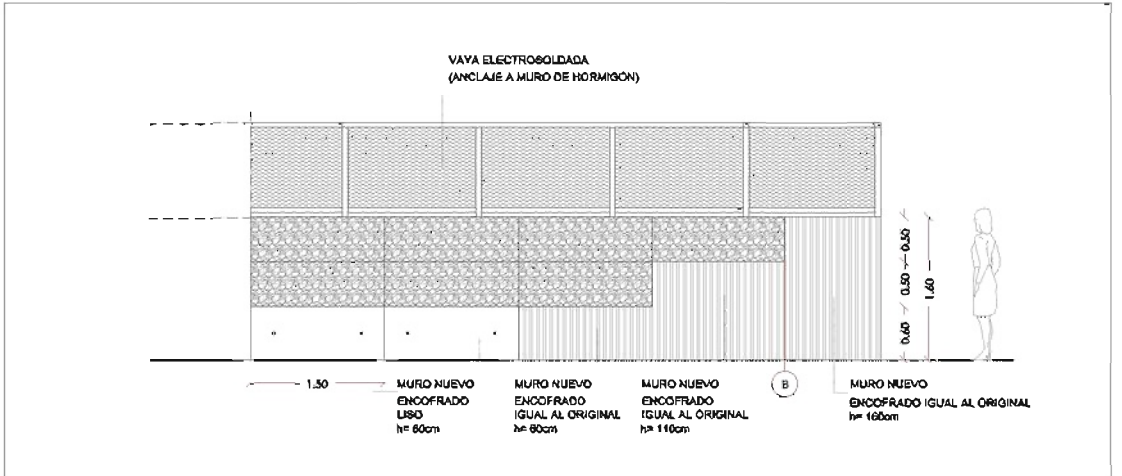 VAYA ELECTROSOLDADA
(ANCLAJE A MURO DE HORMIGÓN)
0.50
0.50
0.60
1.60
1.50
MURO NUEVO
ENCOFRADO
LISO
h= 60cm
MURO NUEVO
ENCOFRADO
IGUAL AL ORIGINAL
h= 60cm
MURO NUEVO
ENCOFRADO
IGUAL AL ORIGINAL
h= 110cm
B
MURO NUEVO
ENCOFRADO IGUAL AL ORIGINAL
h= 160cm